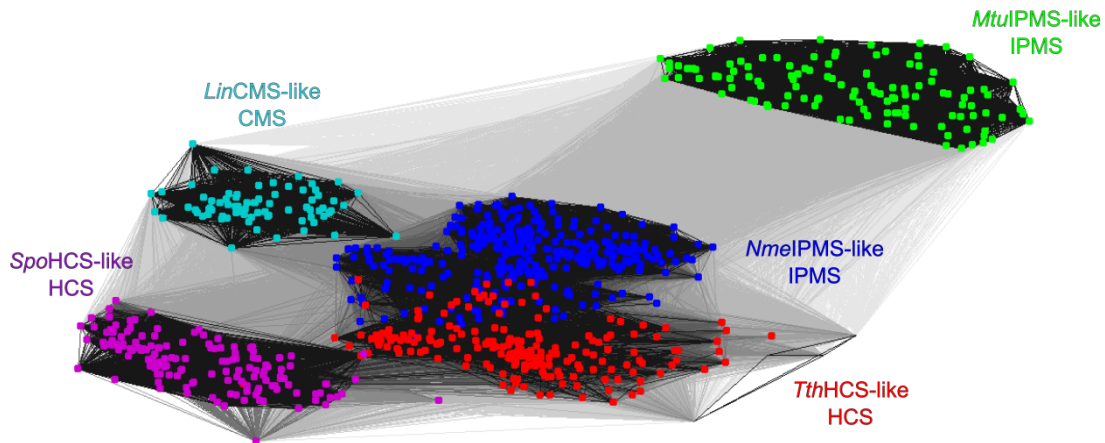 MtuIPMS-like
IPMS
LinCMS-like
CMS
SpoHCS-like
HCS
NmeIPMS-like
IPMS
TthHCS-like
HCS